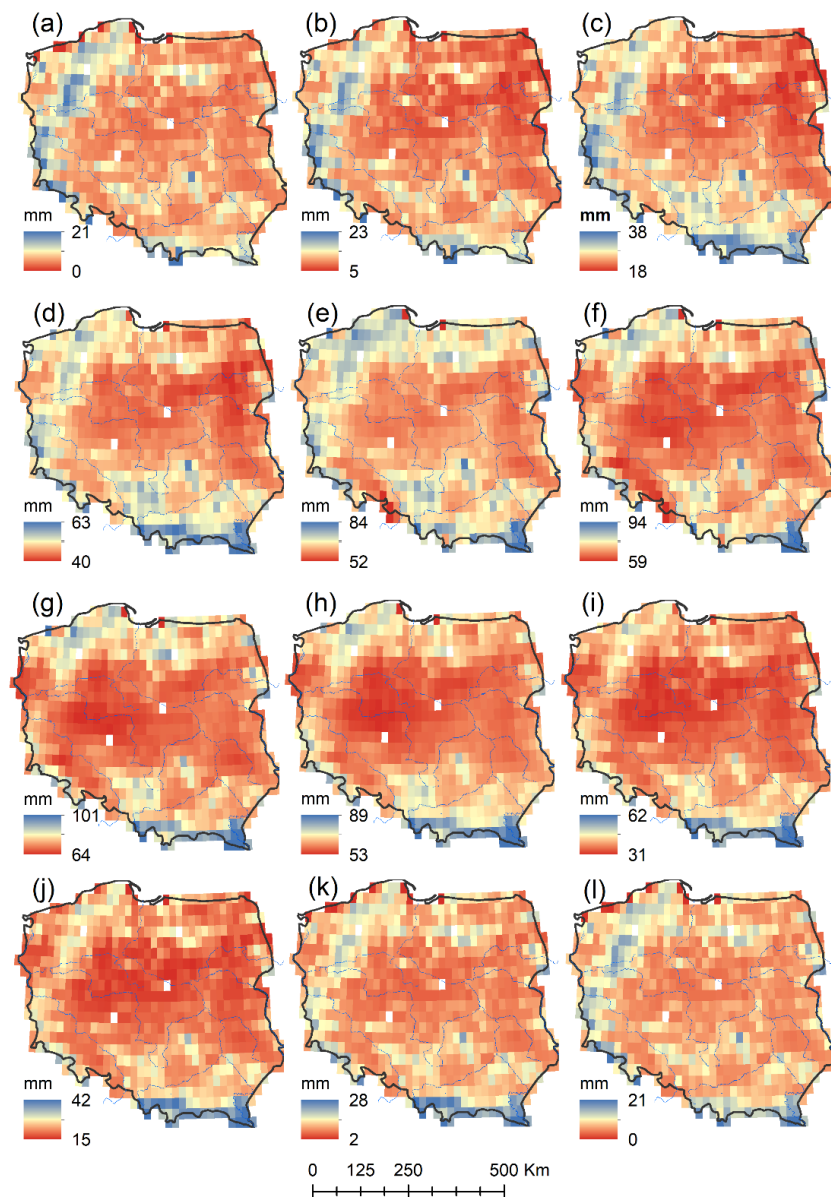 (a) (b) (c)
mm mm mm
21 23 38
0 5 18
(d) (e) (f)
mm mm mm
63 84 94
40 52 59
(g) (h) (i)
mm mm mm
101 89 62
64 53 31
(j) (k) (l)
mm mm mm
42 28 21
15 2 0
0 125 250 500 Km